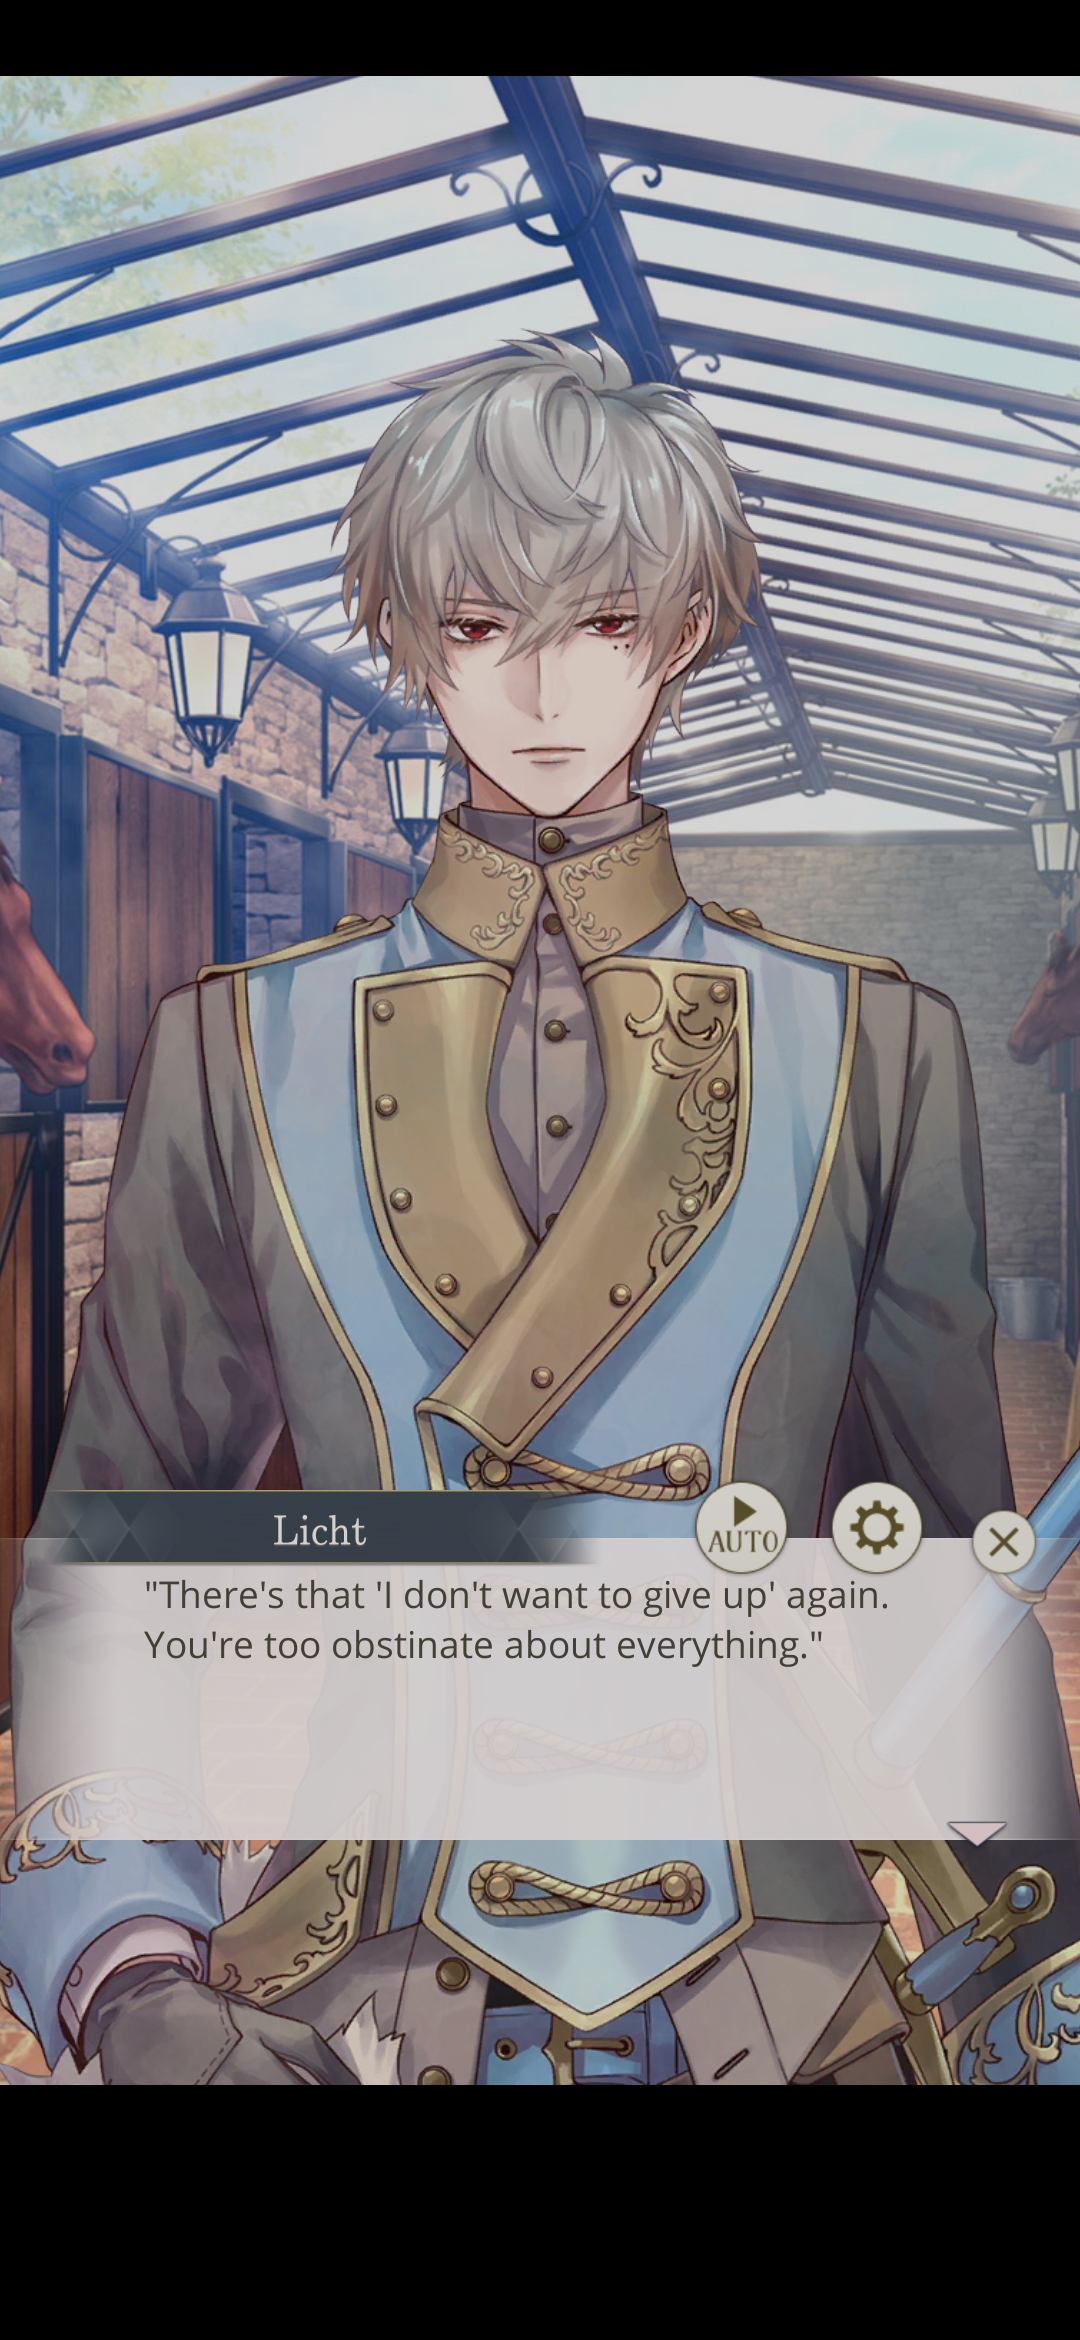 Licht
AUTO
"There's that 'I don't want to give up' again.
You're too obstinate about everything."